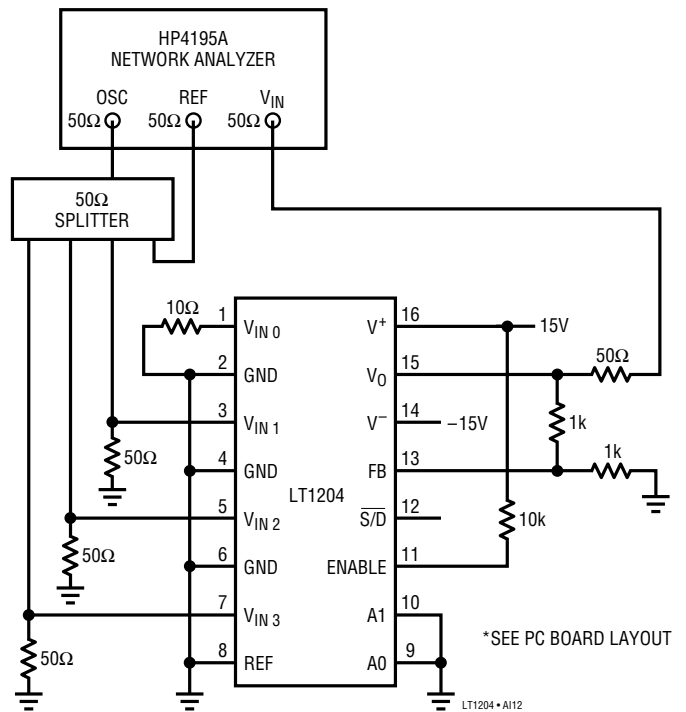 HP4195A
NETWORK ANALYZER
OSC REF V_IN
50Ω 50Ω 50Ω
50Ω
SPLITTER
10Ω
1 V_IN 0
2 GND
3 V_IN 1
50Ω
4 GND
5 V_IN 2
50Ω
6 GND
7 V_IN 3
50Ω
8 REF
LT1204
16 V+ 15V
15 V_O 50Ω
1k
14 V− −15V
13 FB 1k
12 S/D
10k
11 ENABLE
10 A1
9 A0
*SEE PC BOARD LAYOUT
LT1204 • AI12